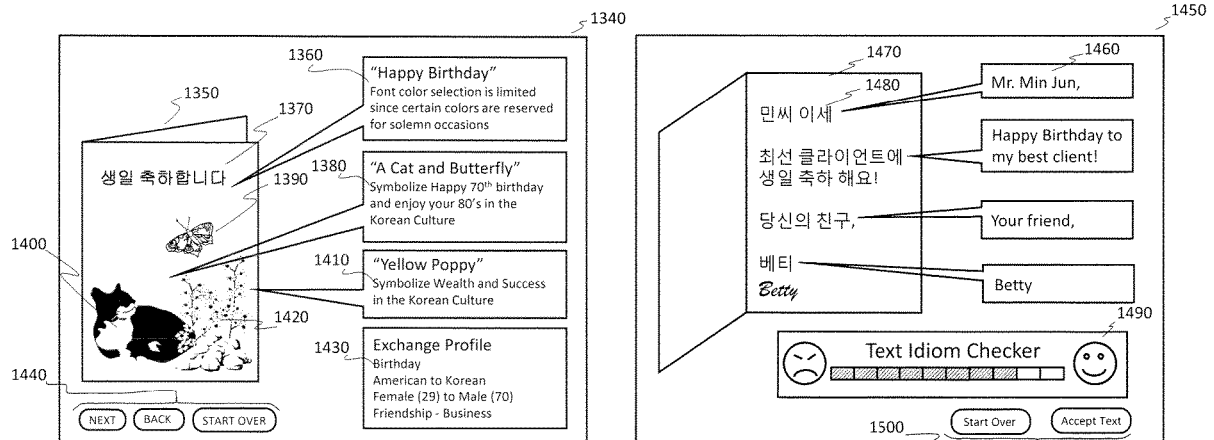 1340
1350
1360
"Happy Birthday"
Font color selection is limited
since certain colors are reserved
for solemn occasions
1370
생일 축하합니다
1380
"A Cat and Butterfly"
Symbolize Happy 70th birthday
and enjoy your 80's in the
Korean Culture
1390
1400
1410
"Yellow Poppy"
Symbolize Wealth and Success
in the Korean Culture
1420
1430
Exchange Profile
Birthday
American to Korean
Female (29) to Male (70)
Friendship - Business
1440
NEXT
BACK
START OVER
1450
1470
1460
1480
민씨 이세
Mr. Min Jun,
최선 클라이언트에
생일 축하 해요!
Happy Birthday to
my best client!
당신의 친구,
Your friend,
베티
Betty
Betty
1490
Text Idiom Checker
1500
Start Over
Accept Text